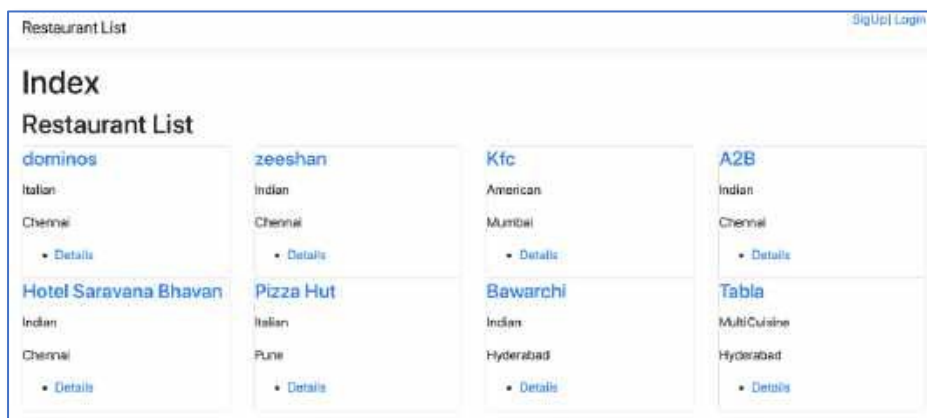 Restaurant List
SigUp| Login
Index
Restaurant List
dominos
Italian
Chennai
• Details
zeeshan
Indian
Chennai
• Details
Kfc
American
Mumbai
• Details
A2B
Indian
Chennai
• Details
Hotel Saravana Bhavan
Indian
Chennai
• Details
Pizza Hut
Italian
Pune
• Details
Bawarchi
Indian
Hyderabad
• Details
Tabla
MultiCuisine
Hyderabad
• Details